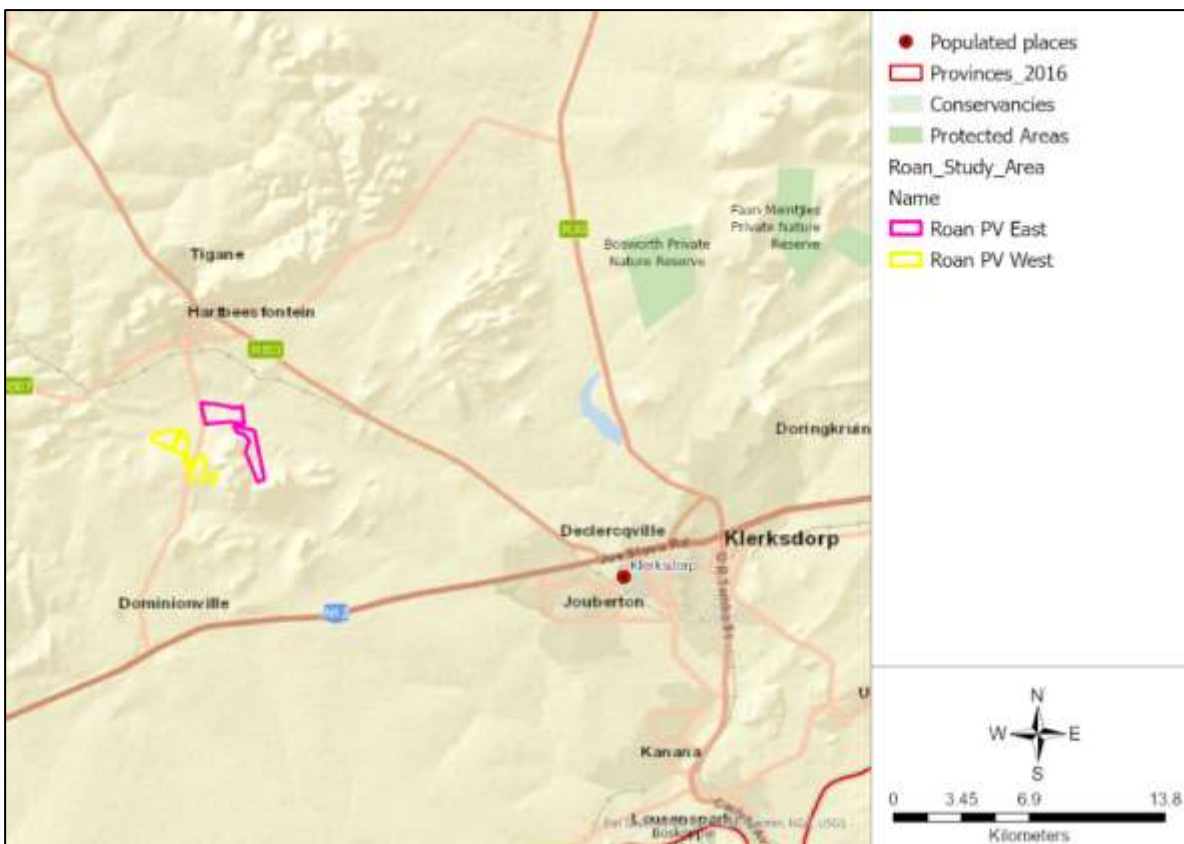 Populated places
Provinces_2016
Conservancies
Protected Areas
Roan_Study_Area
Name
Roan PV East
Roan PV West
Faan Meintjies
Private Nature
Reserve
R30
Bosworth Private
Nature Reserve
Tigane
Hartbeesfontein
Doringkruin
Declercqville
Klerksdorp
Klerksdorp
Jouberton
Dominionville
Kanana
N
W
E
S
0
3.45
6.9
13.8
Kilometers